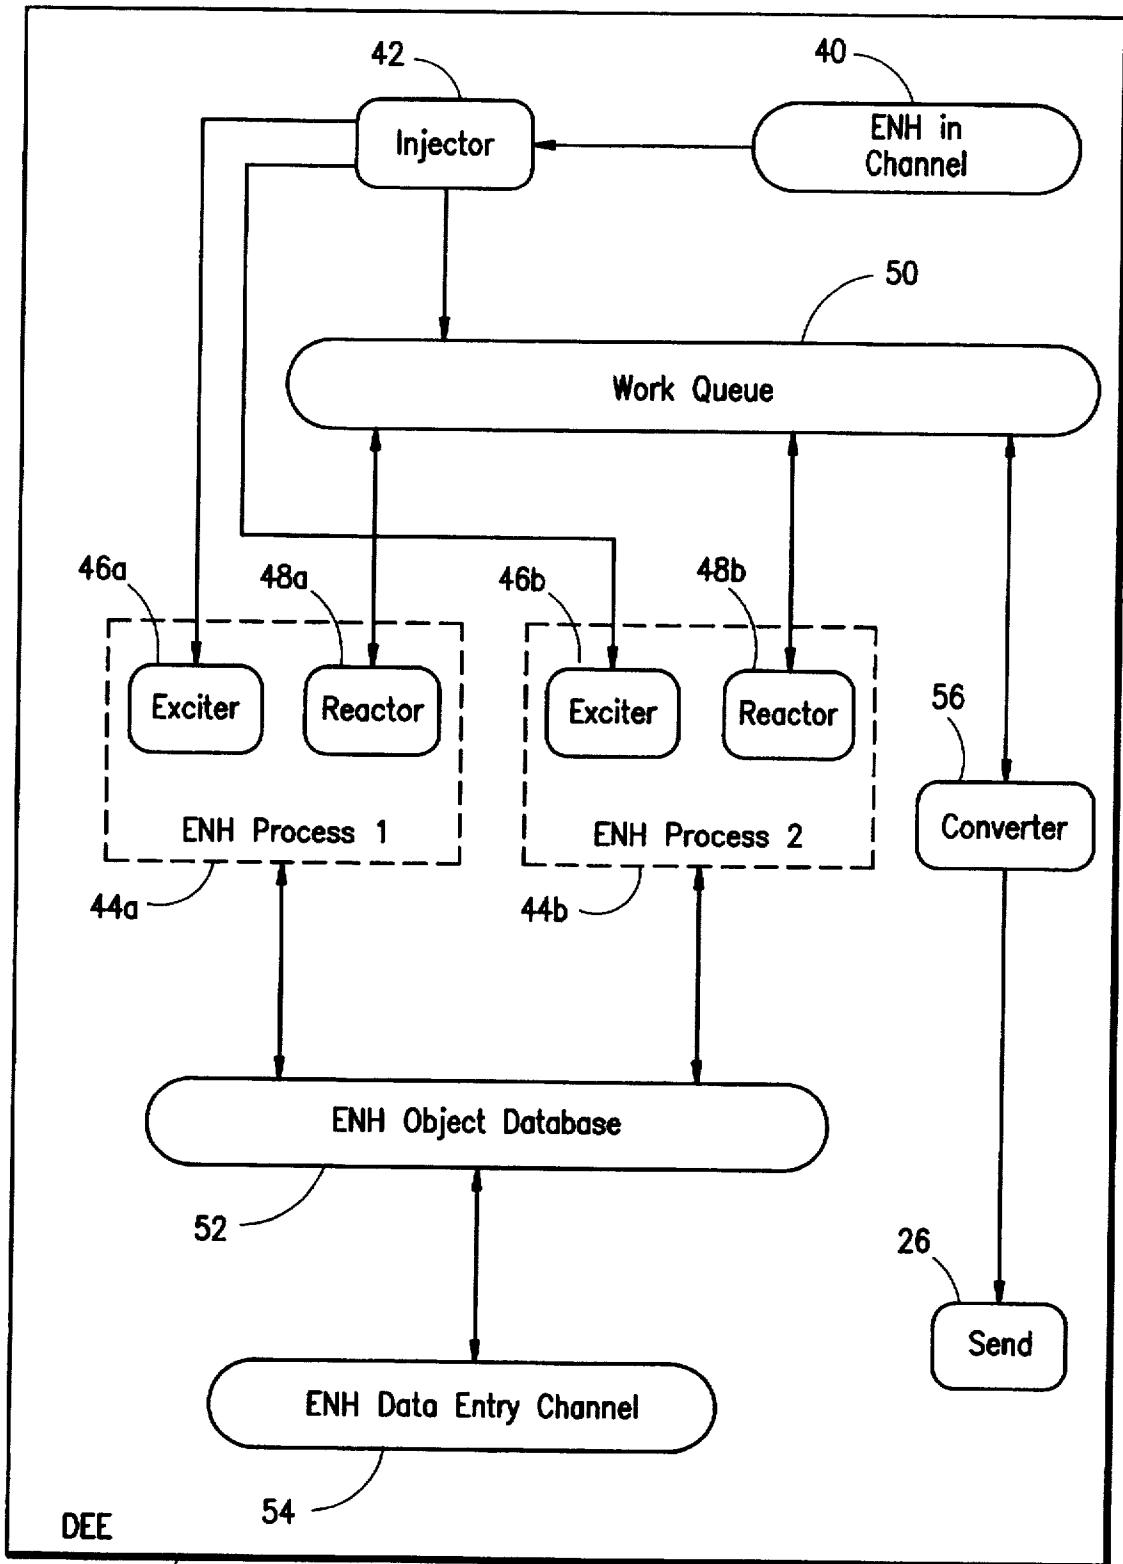 42
40
Injector
ENH in
Channel
50
Work Queue
46a
48a
46b
48b
Exciter
Reactor
Exciter
Reactor
56
ENH Process 1
ENH Process 2
Converter
44a
44b
ENH Object Database
52
26
Send
ENH Data Entry Channel
54
DEE